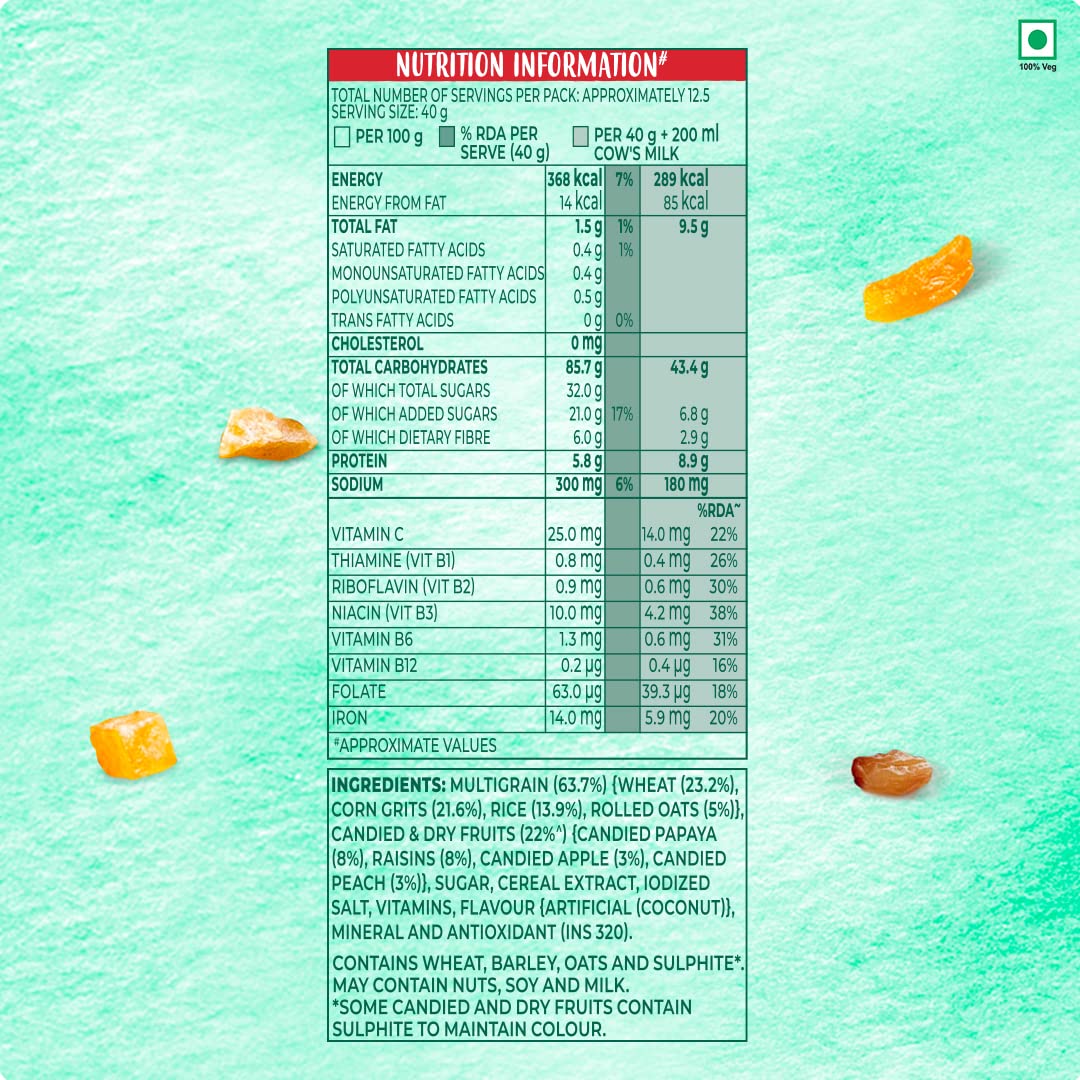 100% Veg
NUTRITION INFORMATION#
TOTAL NUMBER OF SERVINGS PER PACK: APPROXIMATELY 12.5
SERVING SIZE: 40 g
PER 100 g % RDA PER SERVE (40 g) PER 40 g + 200 ml COW'S MILK
ENERGY 368 kcal 7% 289 kcal
ENERGY FROM FAT 14 kcal 85 kcal
TOTAL FAT 1.5 g 1% 9.5 g
SATURATED FATTY ACIDS 0.4 g 1%
MONOUNSATURATED FATTY ACIDS 0.4 g
POLYUNSATURATED FATTY ACIDS 0.5 g
TRANS FATTY ACIDS 0 g 0%
CHOLESTEROL 0 mg
TOTAL CARBOHYDRATES 85.7 g 43.4 g
OF WHICH TOTAL SUGARS 32.0 g
OF WHICH ADDED SUGARS 21.0 g 17% 6.8 g
OF WHICH DIETARY FIBRE 6.0 g 2.9 g
PROTEIN 5.8 g 8.9 g
SODIUM 300 mg 6% 180 mg
%RDA~
VITAMIN C 25.0 mg 14.0 mg 22%
THIAMINE (VIT B1) 0.8 mg 0.4 mg 26%
RIBOFLAVIN (VIT B2) 0.9 mg 0.6 mg 30%
NIACIN (VIT B3) 10.0 mg 4.2 mg 38%
VITAMIN B6 1.3 mg 0.6 mg 31%
VITAMIN B12 0.2 µg 0.4 µg 16%
FOLATE 63.0 µg 39.3 µg 18%
IRON 14.0 mg 5.9 mg 20%
#APPROXIMATE VALUES
INGREDIENTS: MULTIGRAIN (63.7%) {WHEAT (23.2%),
CORN GRITS (21.6%), RICE (13.9%), ROLLED OATS (5%)},
CANDIED & DRY FRUITS (22%^) {CANDIED PAPAYA
(8%), RAISINS (8%), CANDIED APPLE (3%), CANDIED
PEACH (3%)}, SUGAR, CEREAL EXTRACT, IODIZED
SALT, VITAMINS, FLAVOUR {ARTIFICIAL (COCONUT)},
MINERAL AND ANTIOXIDANT (INS 320).
CONTAINS WHEAT, BARLEY, OATS AND SULPHITE*.
MAY CONTAIN NUTS, SOY AND MILK.
*SOME CANDIED AND DRY FRUITS CONTAIN
SULPHITE TO MAINTAIN COLOUR.